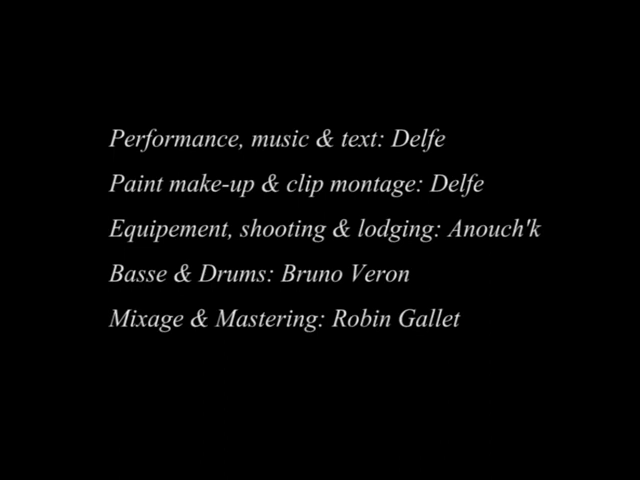 Performance, music & text: Delfe
Paint make-up & clip montage: Delfe
Equipement, shooting & lodging: Anouch'k
Basse & Drums: Bruno Veron
Mixage & Mastering: Robin Gallet